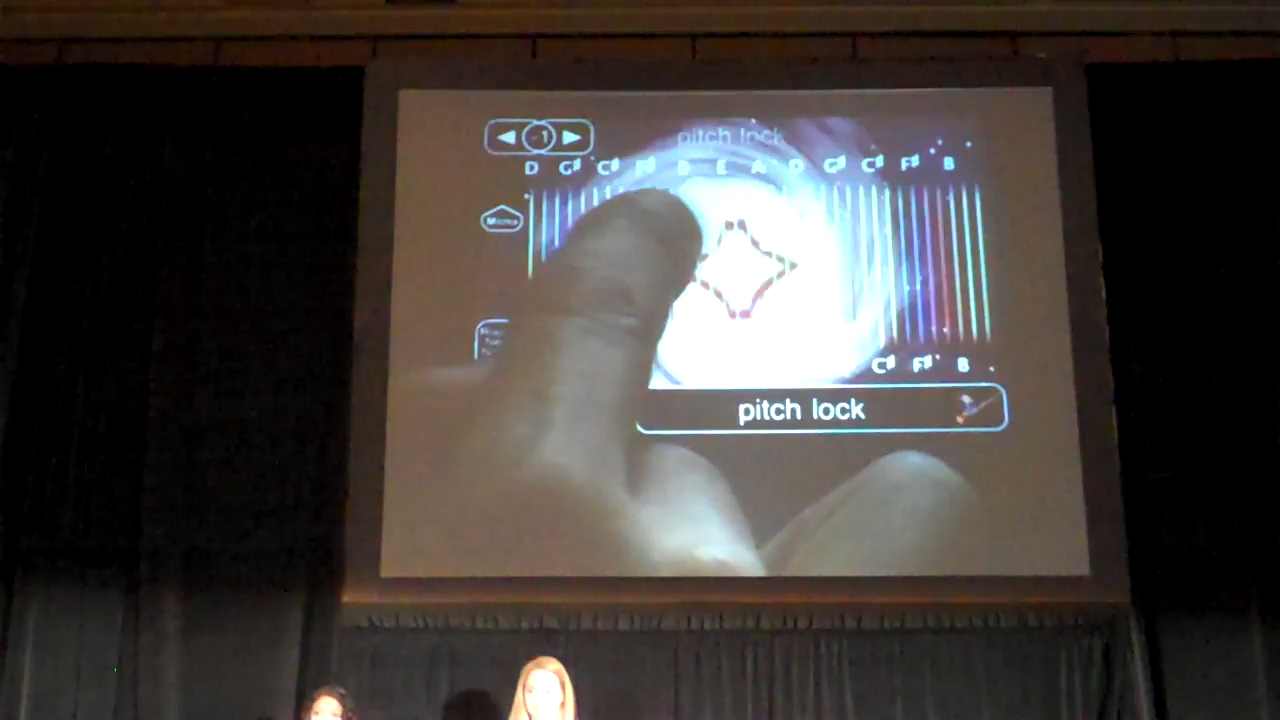 -1 pitch lock
D G# C# F# B E A D G# C# F# B
C# F# B
pitch lock